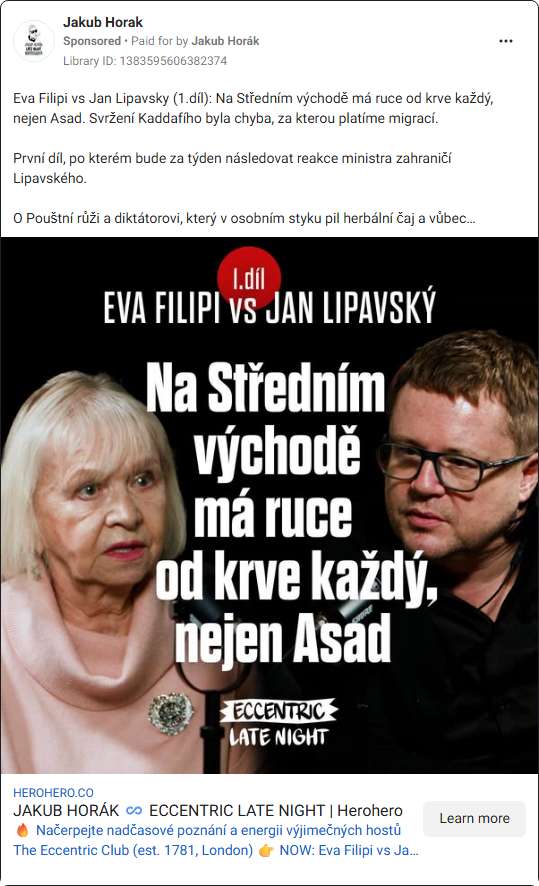 Jakub Horak
Sponsored • Paid for by Jakub Horák
Library ID: 1383595606382374
Eva Filipi vs Jan Lipavsky (1.díl): Na Středním východě má ruce od krve každý,
nejen Asad. Svržení Kaddafího byla chyba, za kterou platíme migrací.
První díl, po kterém bude za týden následovat reakce ministra zahraničí
Lipavského.
O Pouštní růži a diktátorovi, který v osobním styku pil herbální čaj a vůbec…
I.díl
EVA FILIPI VS JAN LIPAVSKÝ
Na Středním
východě
má ruce
od krve každý,
nejen Asad
ECCENTRIC
LATE NIGHT
HEROHERO.CO
JAKUB HORÁK ♾️ ECCENTRIC LATE NIGHT | Herohero
🔥 Načerpejte nadčasové poznání a energii výjimečných hostů
The Eccentric Club (est. 1781, London) 👉 NOW: Eva Filipi vs Ja…
Learn more